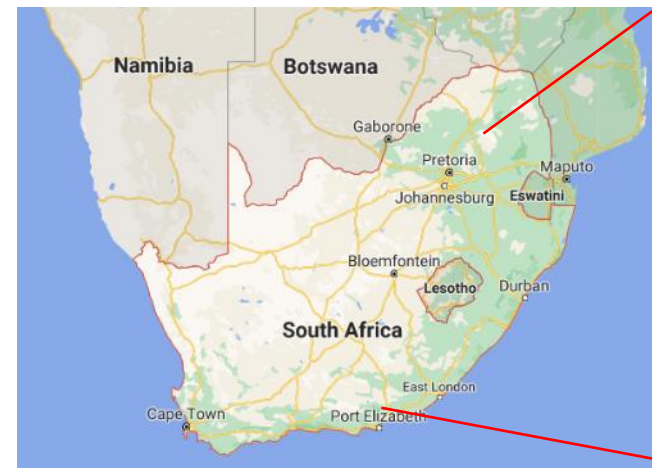 Namibia
Botswana
Gaborone
Pretoria
Maputo
Johannesburg
Eswatini
Bloemfontein
Lesotho
Durban
South Africa
East London
Cape Town
Port Elizabeth